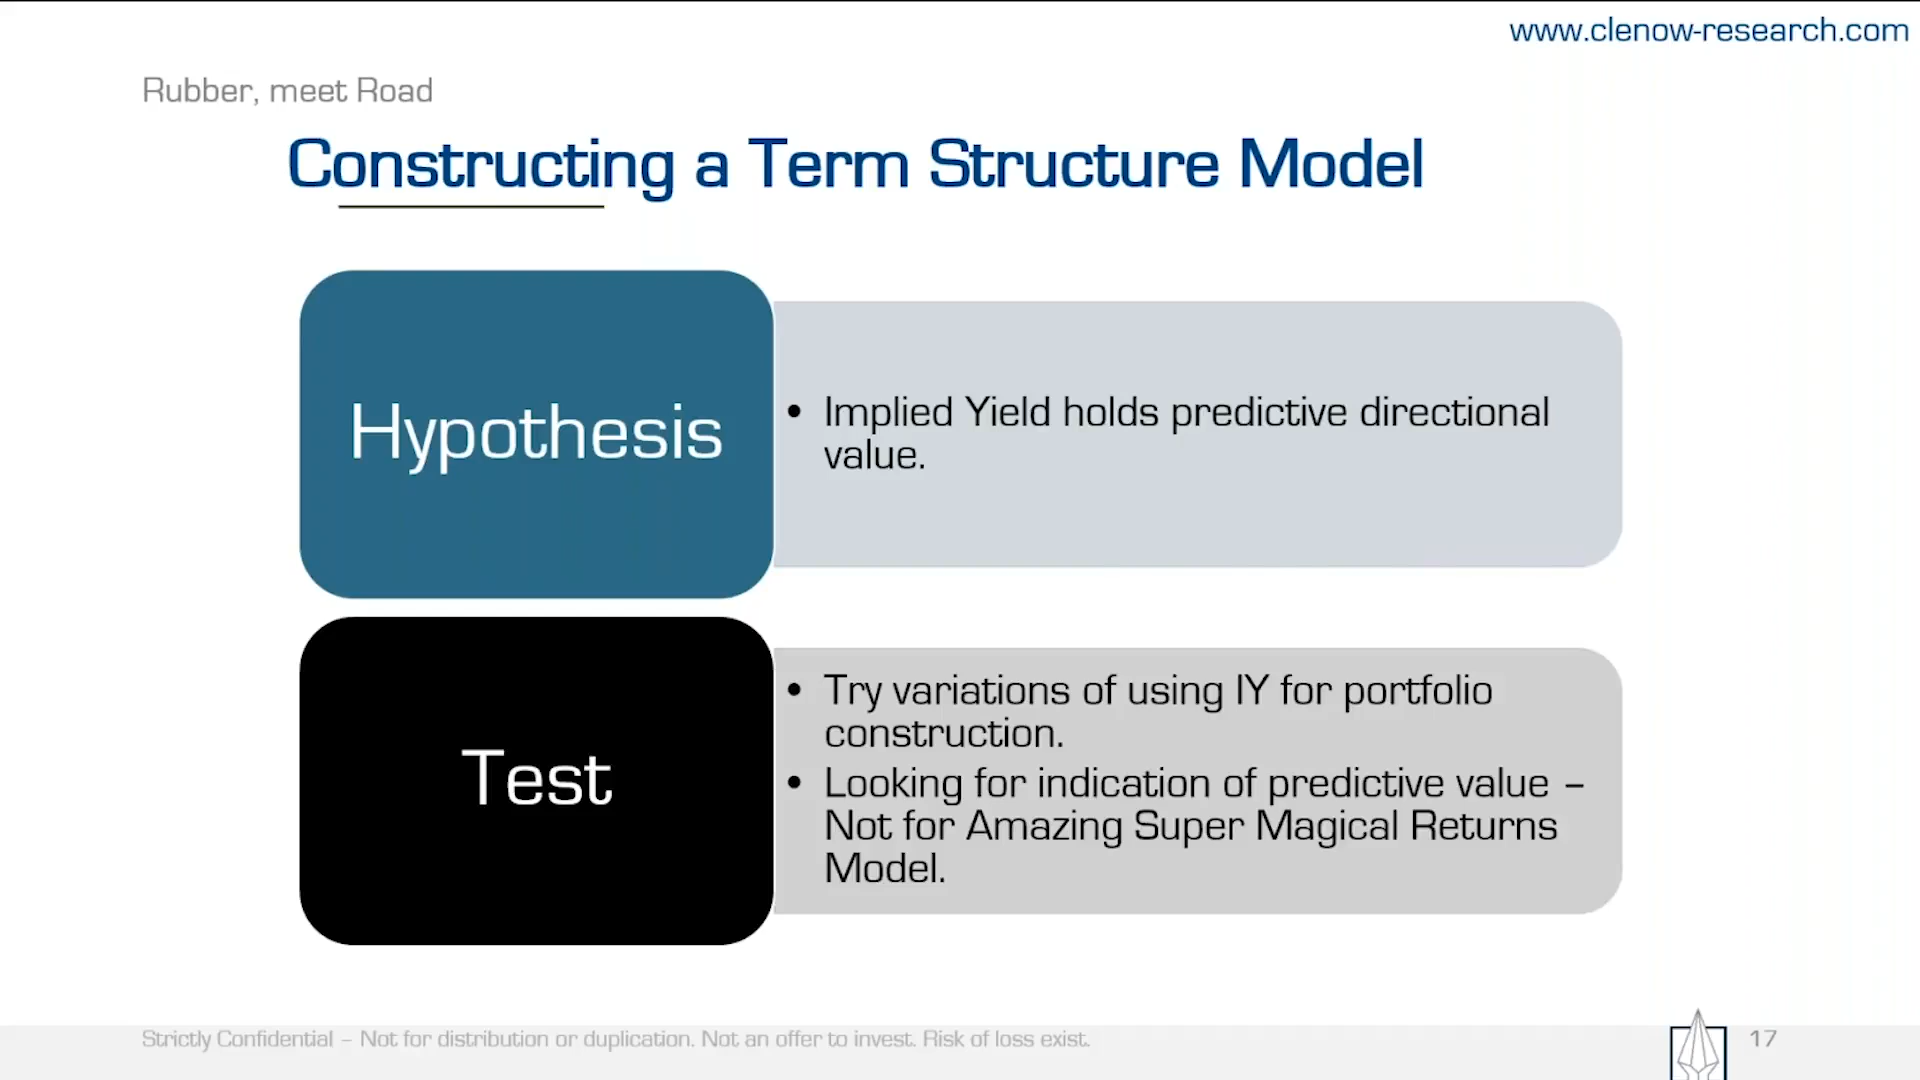 www.clenow-research.com
Rubber, meet Road
Constructing a Term Structure Model
Hypothesis
• Implied Yield holds predictive directional
value.
Test
• Try variations of using IY for portfolio
construction.
• Looking for indication of predictive value –
Not for Amazing Super Magical Returns
Model.
Strictly Confidential – Not for distribution or duplication. Not an offer to invest. Risk of loss exist.
17